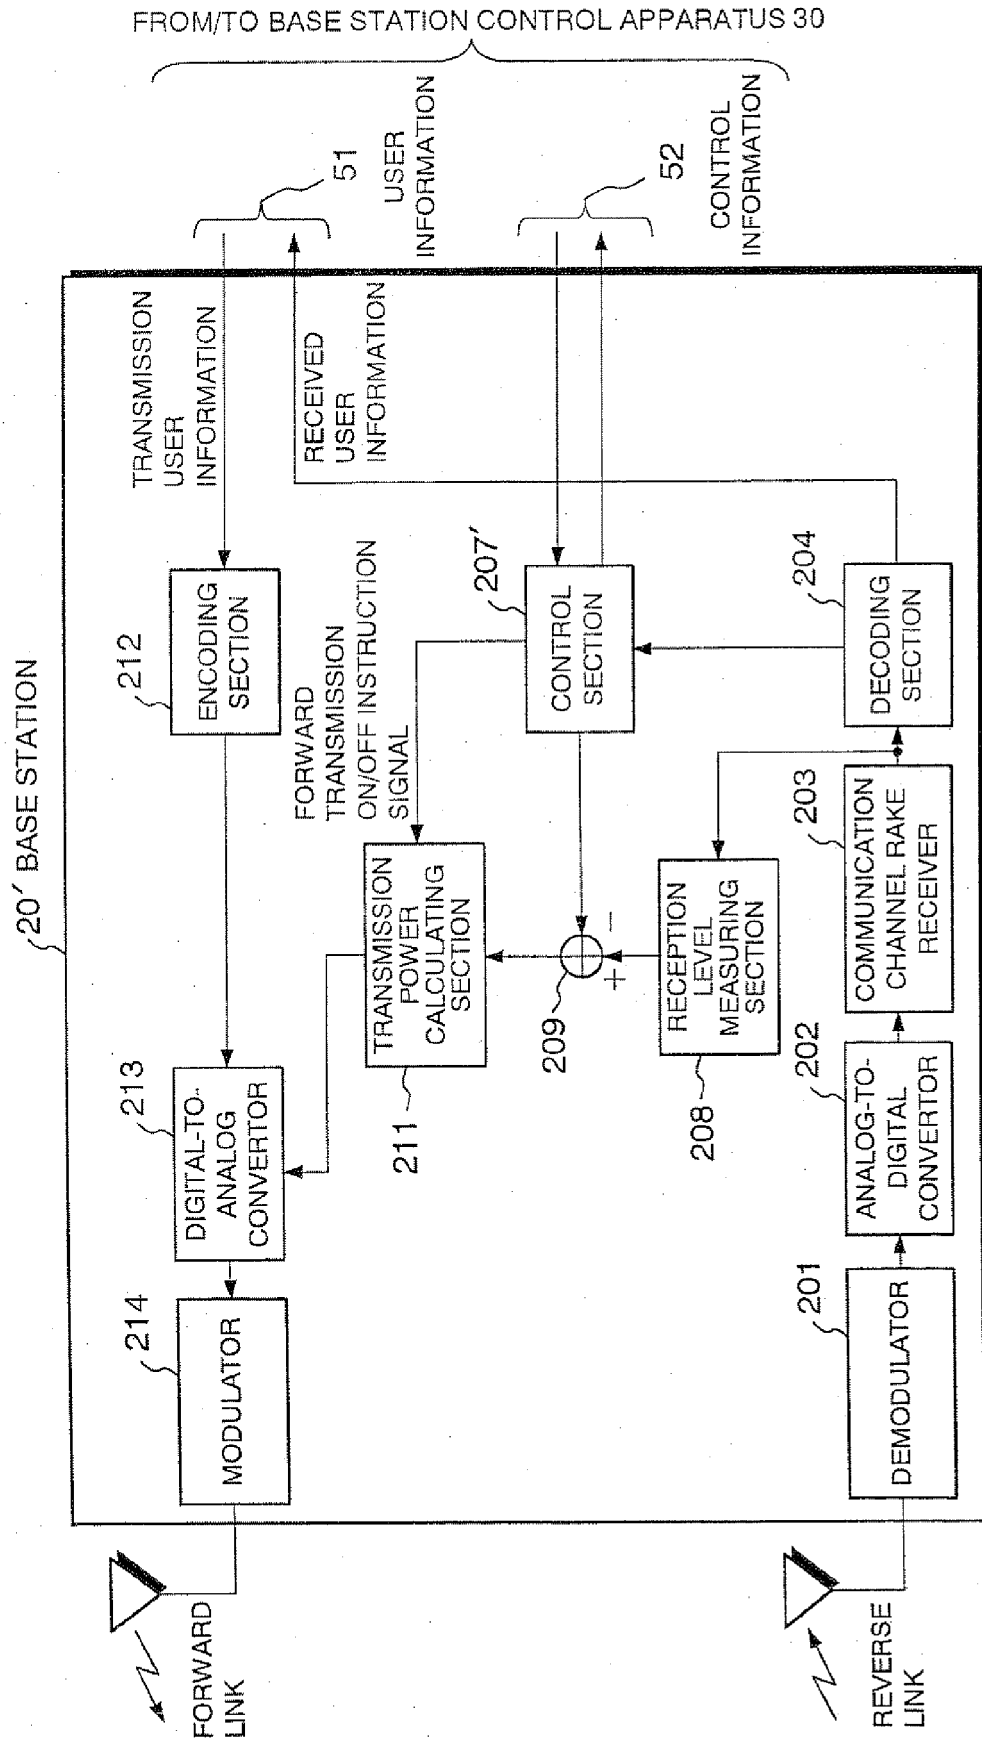 FROM/TO BASE STATION CONTROL APPARATUS 30
51
USER
INFORMATION
52
CONTROL
INFORMATION
20′ BASE STATION
TRANSMISSION
USER
INFORMATION
RECEIVED
USER
INFORMATION
212
ENCODING
SECTION
FORWARD
TRANSMISSION
ON/OFF INSTRUCTION
SIGNAL
207′
CONTROL
SECTION
204
DECODING
SECTION
213
DIGITAL-TO-
ANALOG
CONVERTOR
TRANSMISSION
POWER
CALCULATING
SECTION
211
209
+
−
RECEPTION
LEVEL
MEASURING
SECTION
208
203
COMMUNICATION
CHANNEL RAKE
RECEIVER
202
ANALOG-TO-
DIGITAL
CONVERTOR
214
MODULATOR
201
DEMODULATOR
FORWARD
LINK
REVERSE
LINK